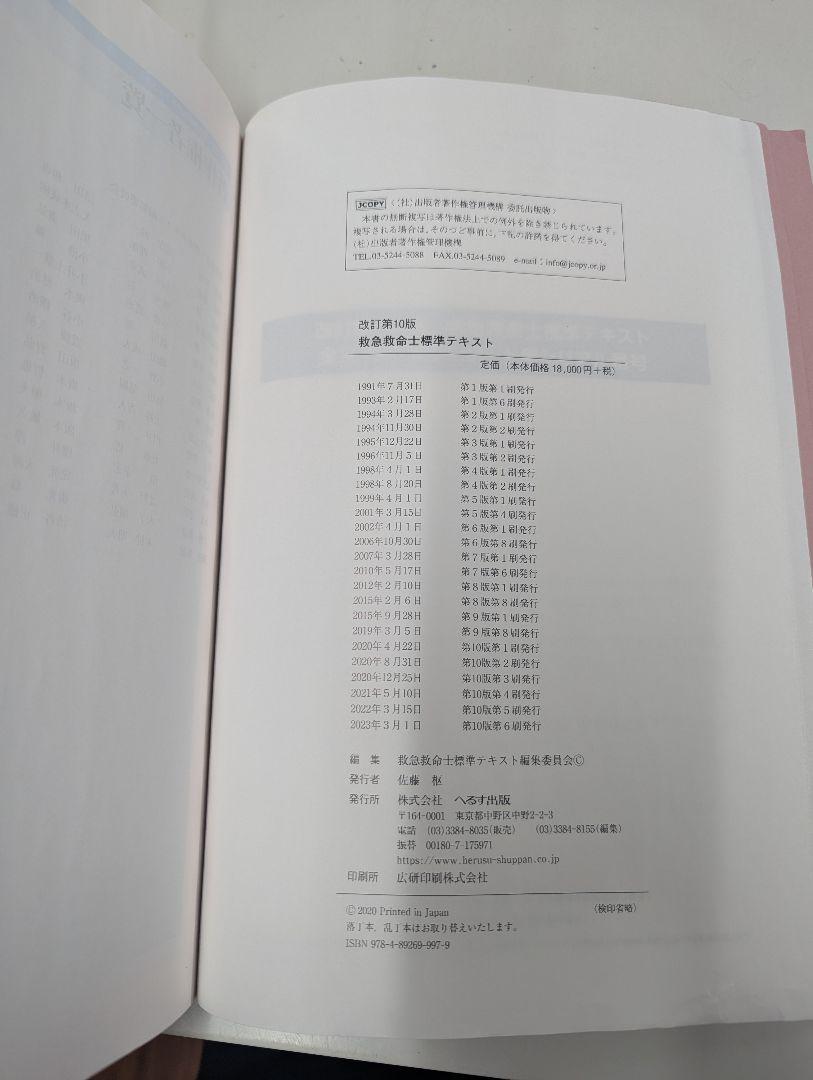 JCOPY 〈(社)出版者著作権管理機構 委託出版物〉
本書の無断複写は著作権法上での例外を除き禁じられています。
複写される場合は，そのつど事前に，下記の許諾を得てください。
(社)出版者著作権管理機構
TEL.03-5244-5088 FAX.03-5244-5089 e-mail：info@jcopy.or.jp
改訂第10版
救急救命士標準テキスト
定価（本体価格 18,000円＋税）
1991年7月31日 第1版第1刷発行
1993年2月17日 第1版第6刷発行
1994年3月28日 第2版第1刷発行
1994年11月30日 第2版第2刷発行
1995年12月22日 第3版第1刷発行
1996年11月5日 第3版第2刷発行
1998年4月1日 第4版第1刷発行
1998年8月20日 第4版第2刷発行
1999年4月1日 第5版第1刷発行
2001年3月15日 第5版第4刷発行
2002年4月1日 第6版第1刷発行
2006年10月30日 第6版第8刷発行
2007年3月28日 第7版第1刷発行
2010年5月17日 第7版第6刷発行
2012年2月10日 第8版第1刷発行
2015年2月6日 第8版第8刷発行
2015年9月28日 第9版第1刷発行
2019年3月5日 第9版第8刷発行
2020年4月22日 第10版第1刷発行
2020年8月31日 第10版第2刷発行
2020年12月25日 第10版第3刷発行
2021年5月10日 第10版第4刷発行
2022年3月15日 第10版第5刷発行
2023年3月1日 第10版第6刷発行
編 集 救急救命士標準テキスト編集委員会Ⓒ
発行者 佐藤 枢
発行所 株式会社 へるす出版
〒164-0001 東京都中野区中野2-2-3
電話 (03)3384-8035(販売) (03)3384-8155(編集)
振替 00180-7-175971
https://www.herusu-shuppan.co.jp
印刷所 広研印刷株式会社
Ⓒ2020 Printed in Japan 〈検印省略〉
落丁本，乱丁本はお取り替えいたします。
ISBN 978-4-89269-997-9